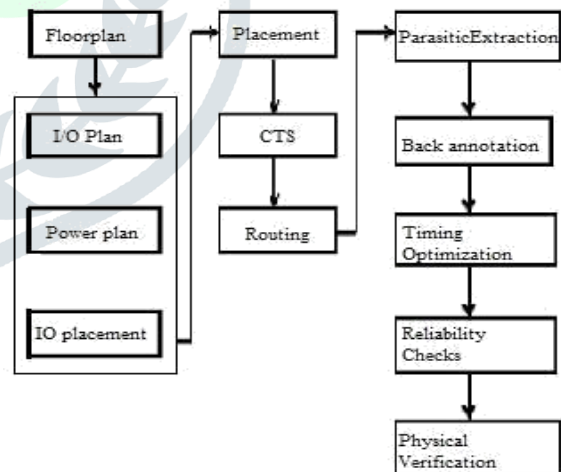 Floorplan
I/O Plan
Power plan
IO placement
Placement
CTS
Routing
ParasiticExtraction
Back annotation
Timing
Optimization
Reliability
Checks
Physical
Verification